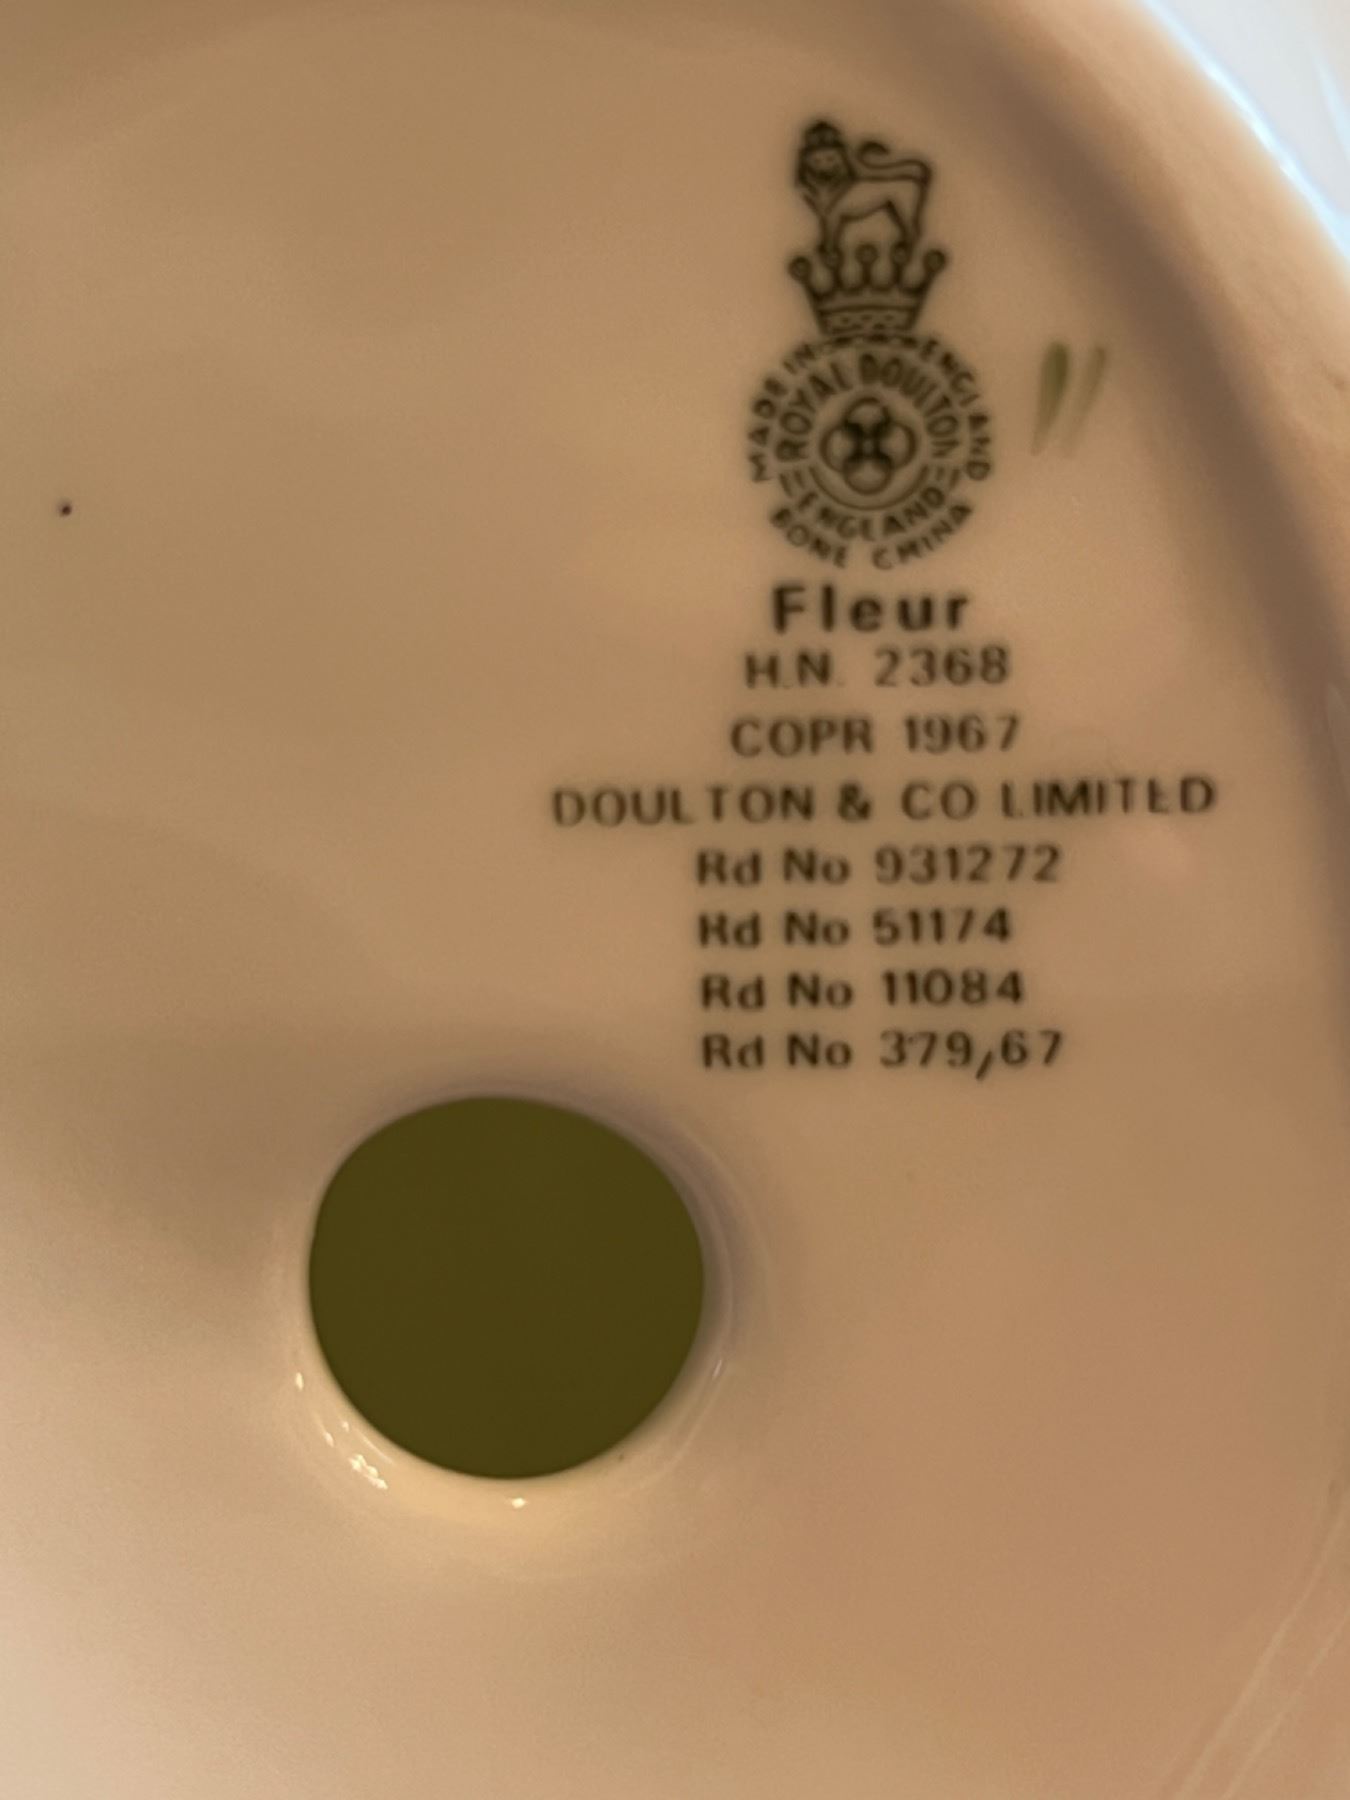 MADE IN ENGLAND
ROYAL DOULTON
ENGLAND
BONE CHINA
Fleur
H.N. 2368
COPR 1967
DOULTON & CO LIMITED
Rd No 931272
Rd No 51174
Rd No 11084
Rd No 379/67